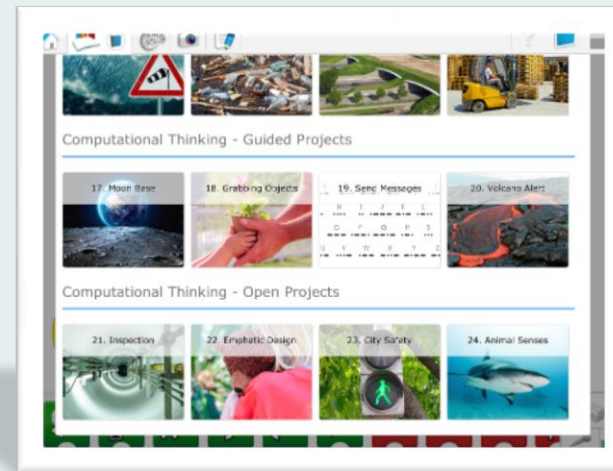 Computational Thinking - Guided Projects
17. Moon Base
18. Grabbing Objects
19. Send Messages
20. Volcano Alert
Computational Thinking - Open Projects
21. Inspection
22. Emphatic Design
23. City Safety
24. Animal Senses